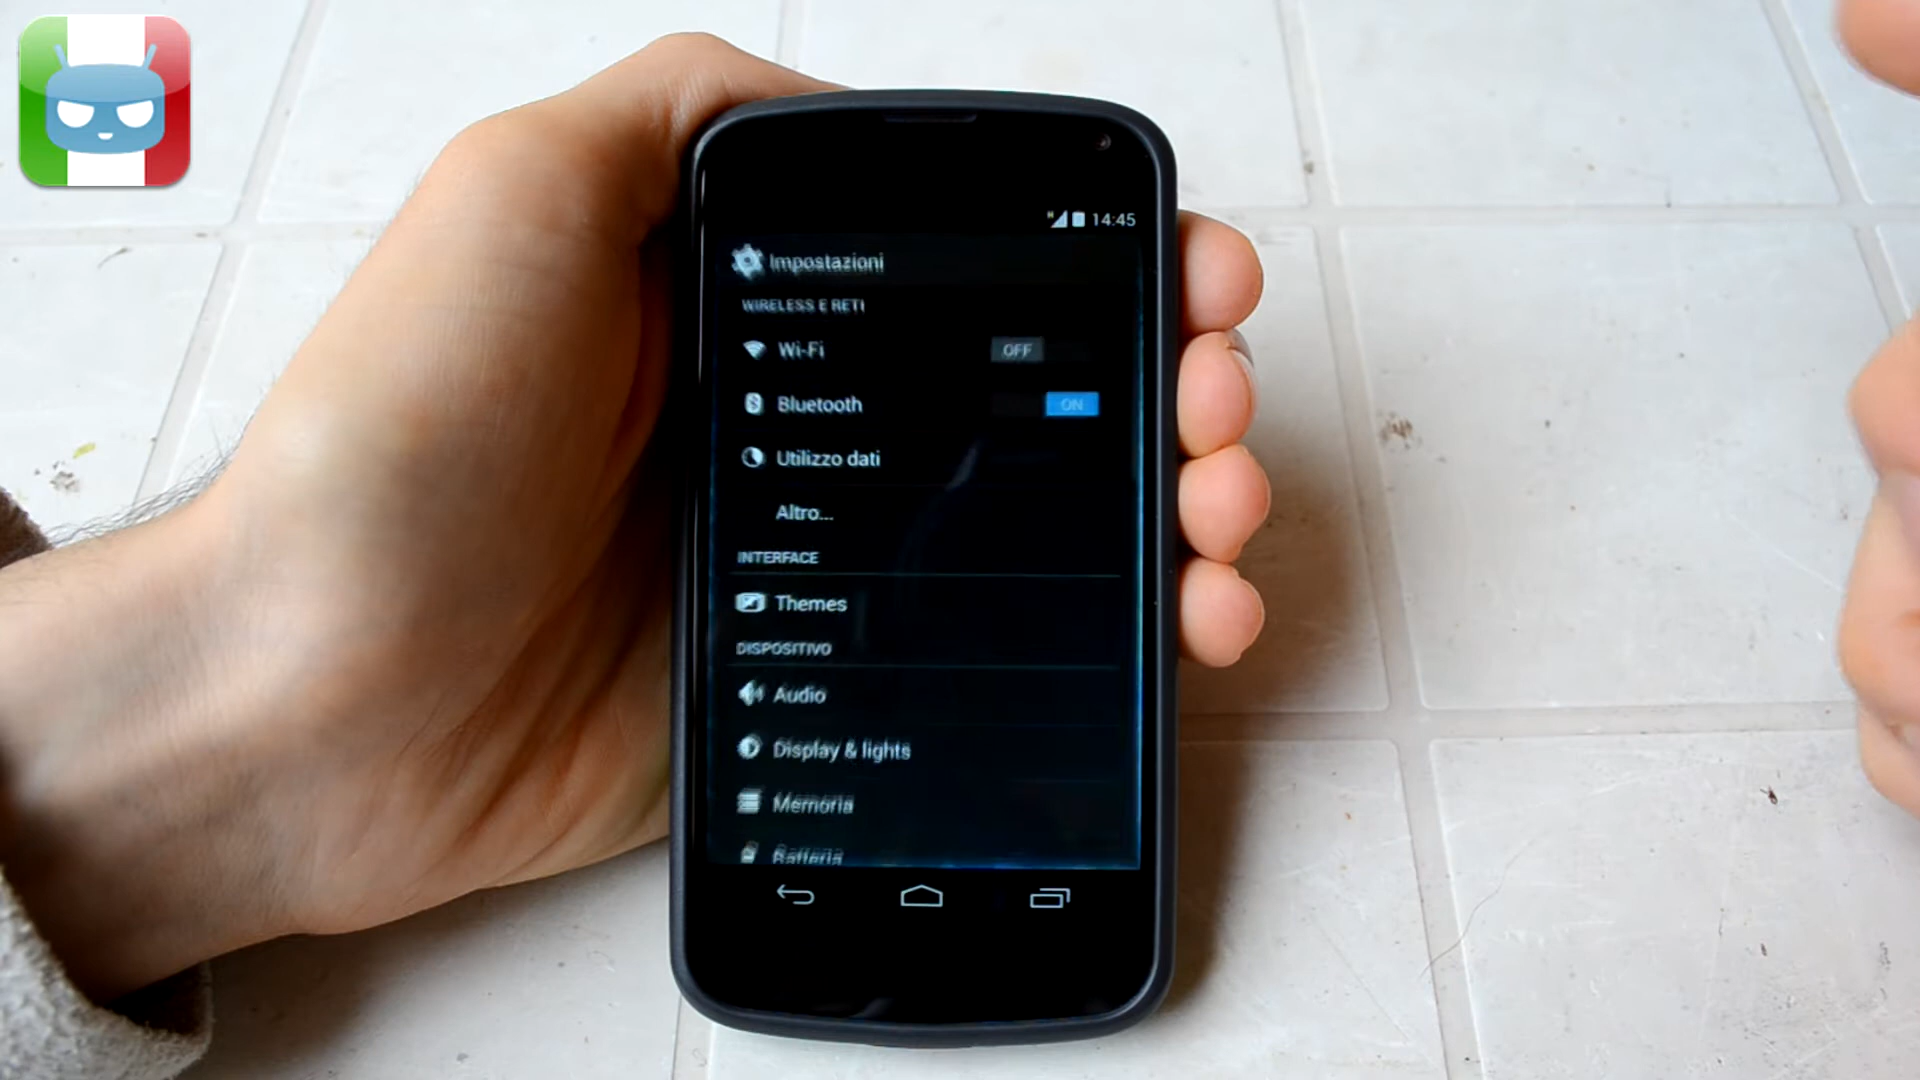 14:45
Impostazioni
WIRELESS E RETI
Wi-Fi OFF
Bluetooth ON
Utilizzo dati
Altro...
INTERFACE
Themes
DISPOSITIVO
Audio
Display & lights
Memoria
Batteria